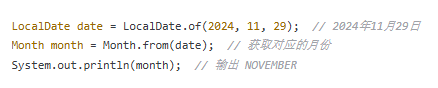 LocalDate date = LocalDate.of(2024, 11, 29);  // 2024年11月29日
Month month = Month.from(date);  // 获取对应的月份
System.out.println(month);  // 输出 NOVEMBER